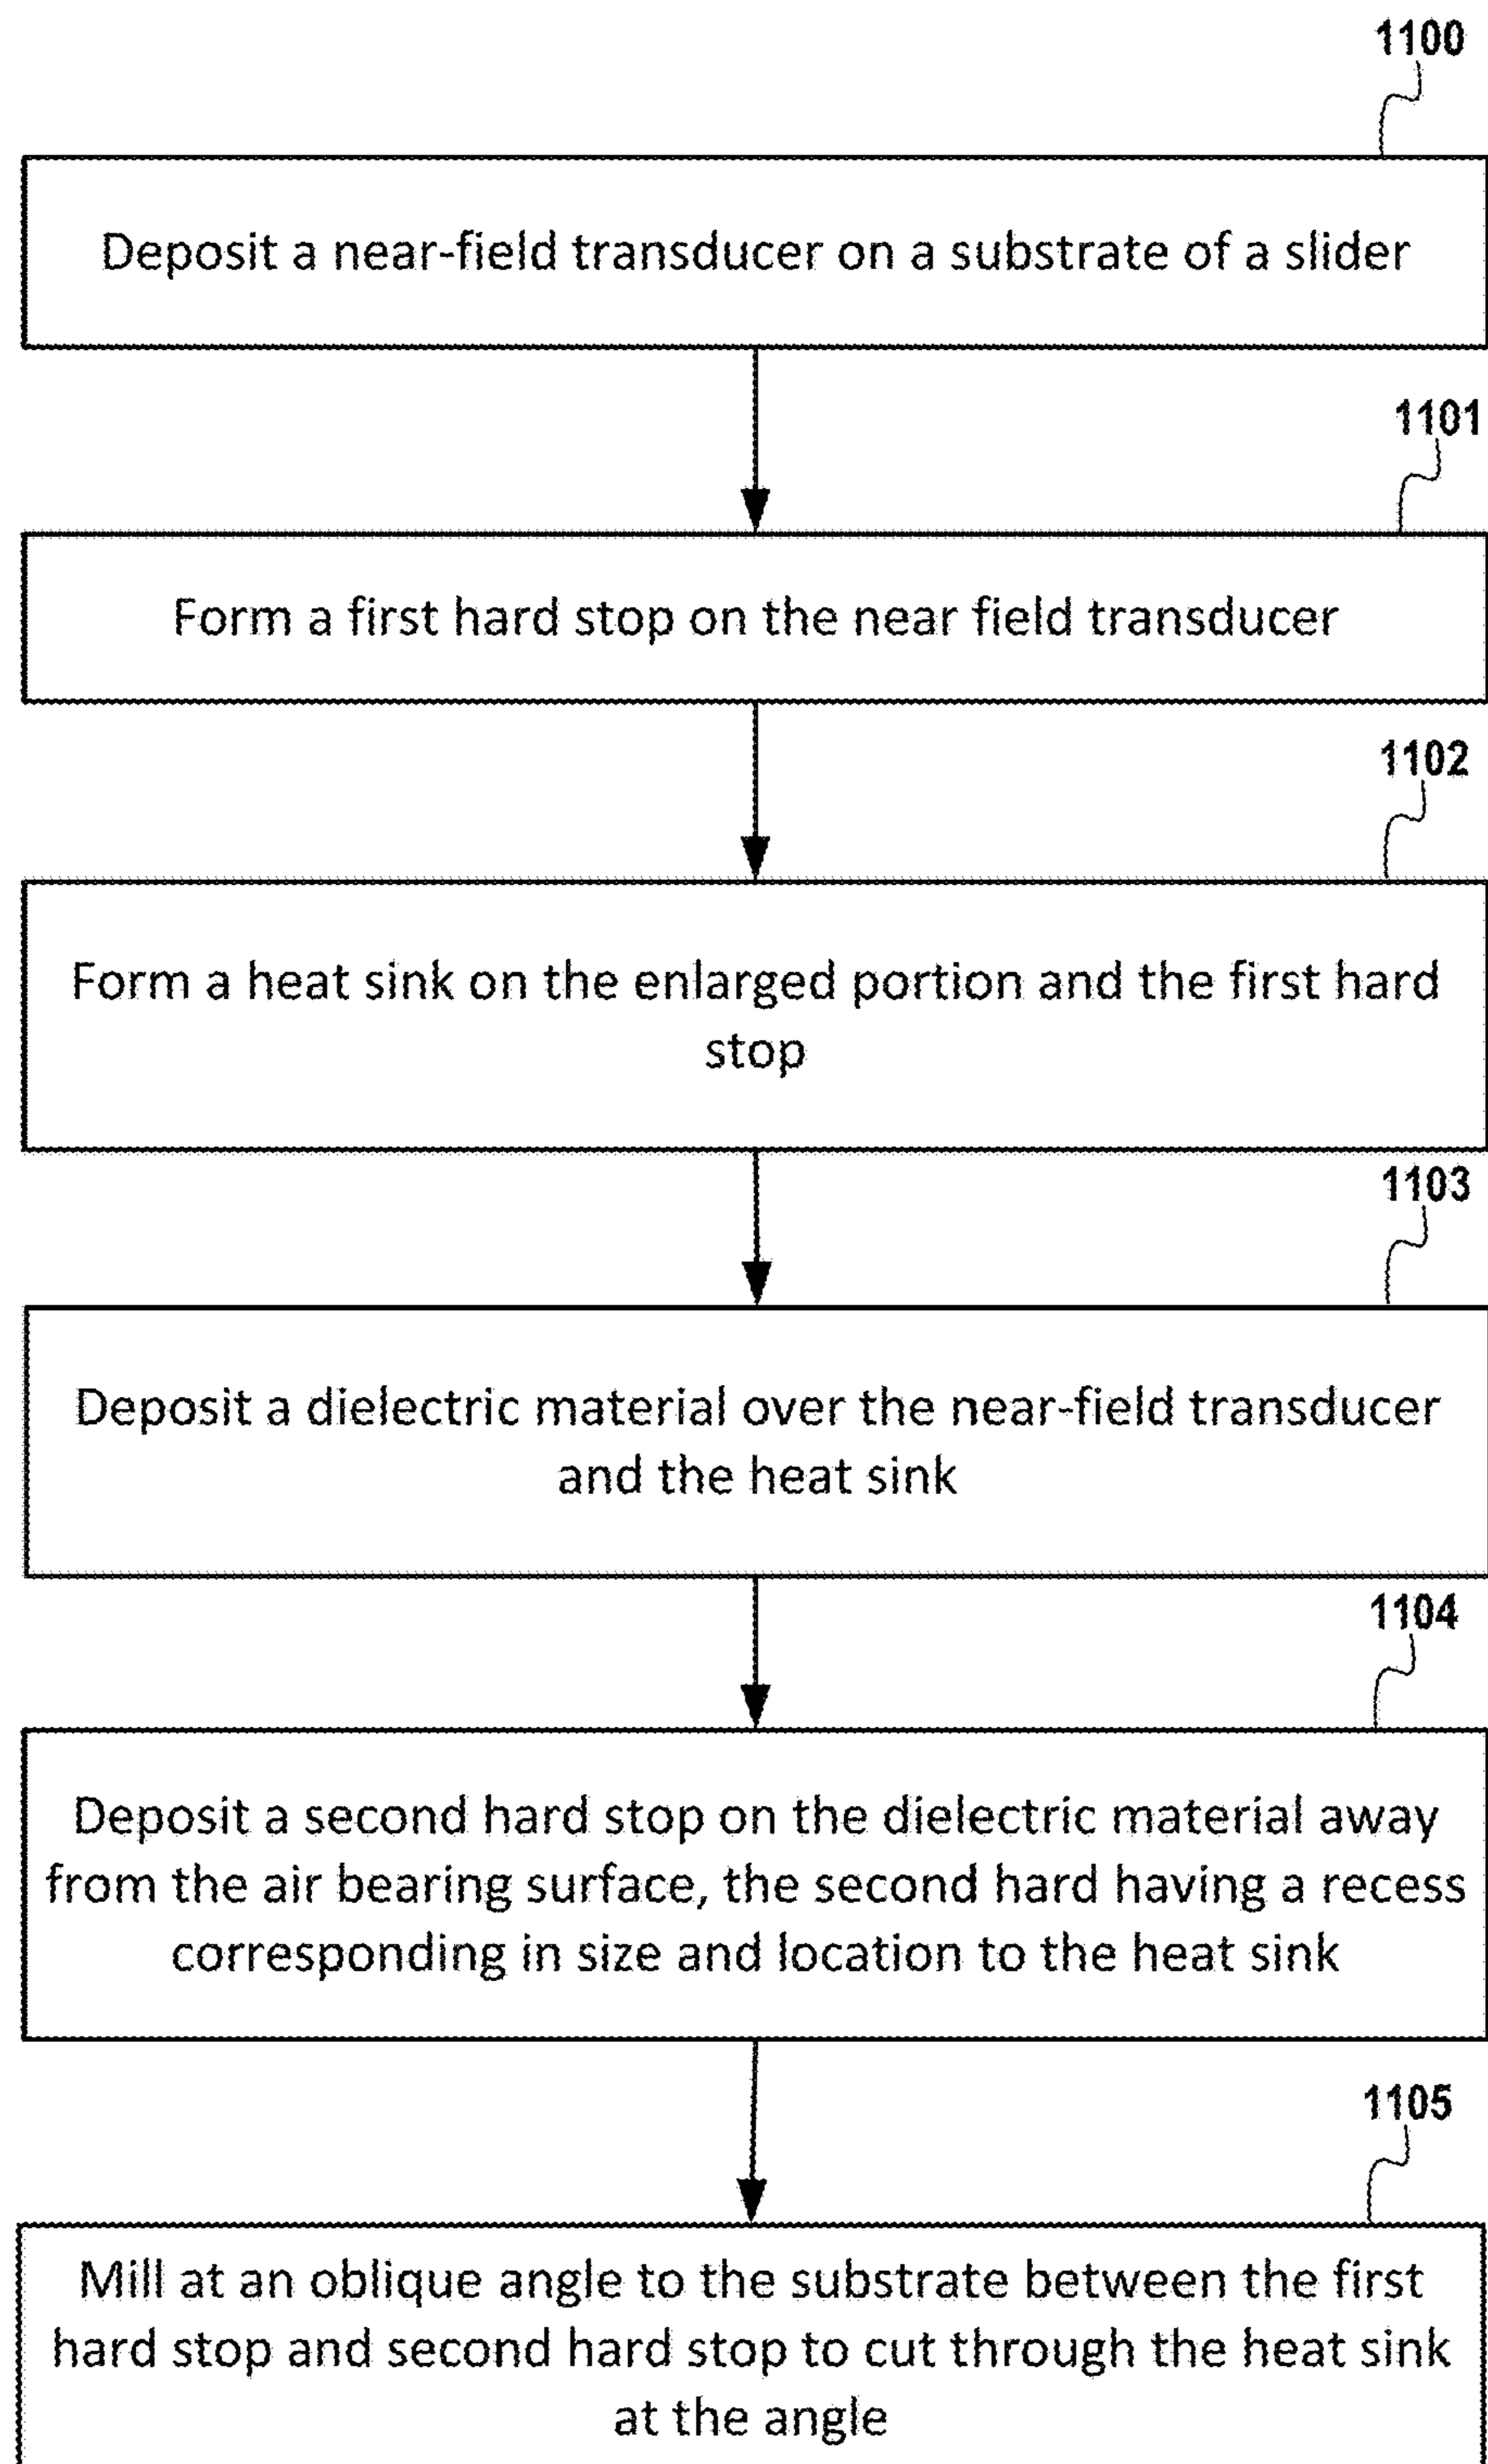 1100
Deposit a near-field transducer on a substrate of a slider
1101
Form a first hard stop on the near field transducer
1102
Form a heat sink on the enlarged portion and the first hard
stop
1103
Deposit a dielectric material over the near-field transducer
and the heat sink
1104
Deposit a second hard stop on the dielectric material away
from the air bearing surface, the second hard having a recess
corresponding in size and location to the heat sink
1105
Mill at an oblique angle to the substrate between the first
hard stop and second hard stop to cut through the heat sink
at the angle